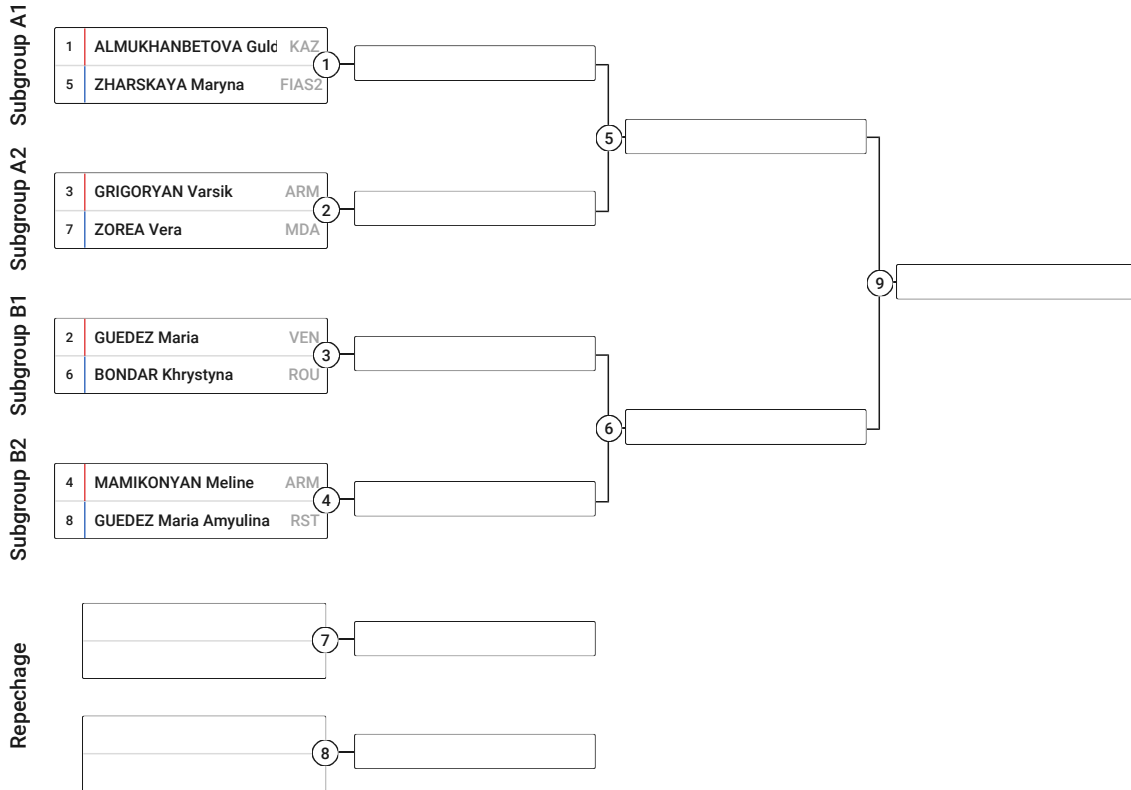 Subgroup A1
1 ALMUKHANBETOVA Guld KAZ
5 ZHARSKAYA Maryna FIAS2
1
Subgroup A2
3 GRIGORYAN Varsik ARM
7 ZOREA Vera MDA
2
5
Subgroup B1
2 GUEDEZ Maria VEN
6 BONDAR Khrystyna ROU
3
9
Subgroup B2
4 MAMIKONYAN Meline ARM
8 GUEDEZ Maria Amyulina RST
4
6
Repechage
7
8